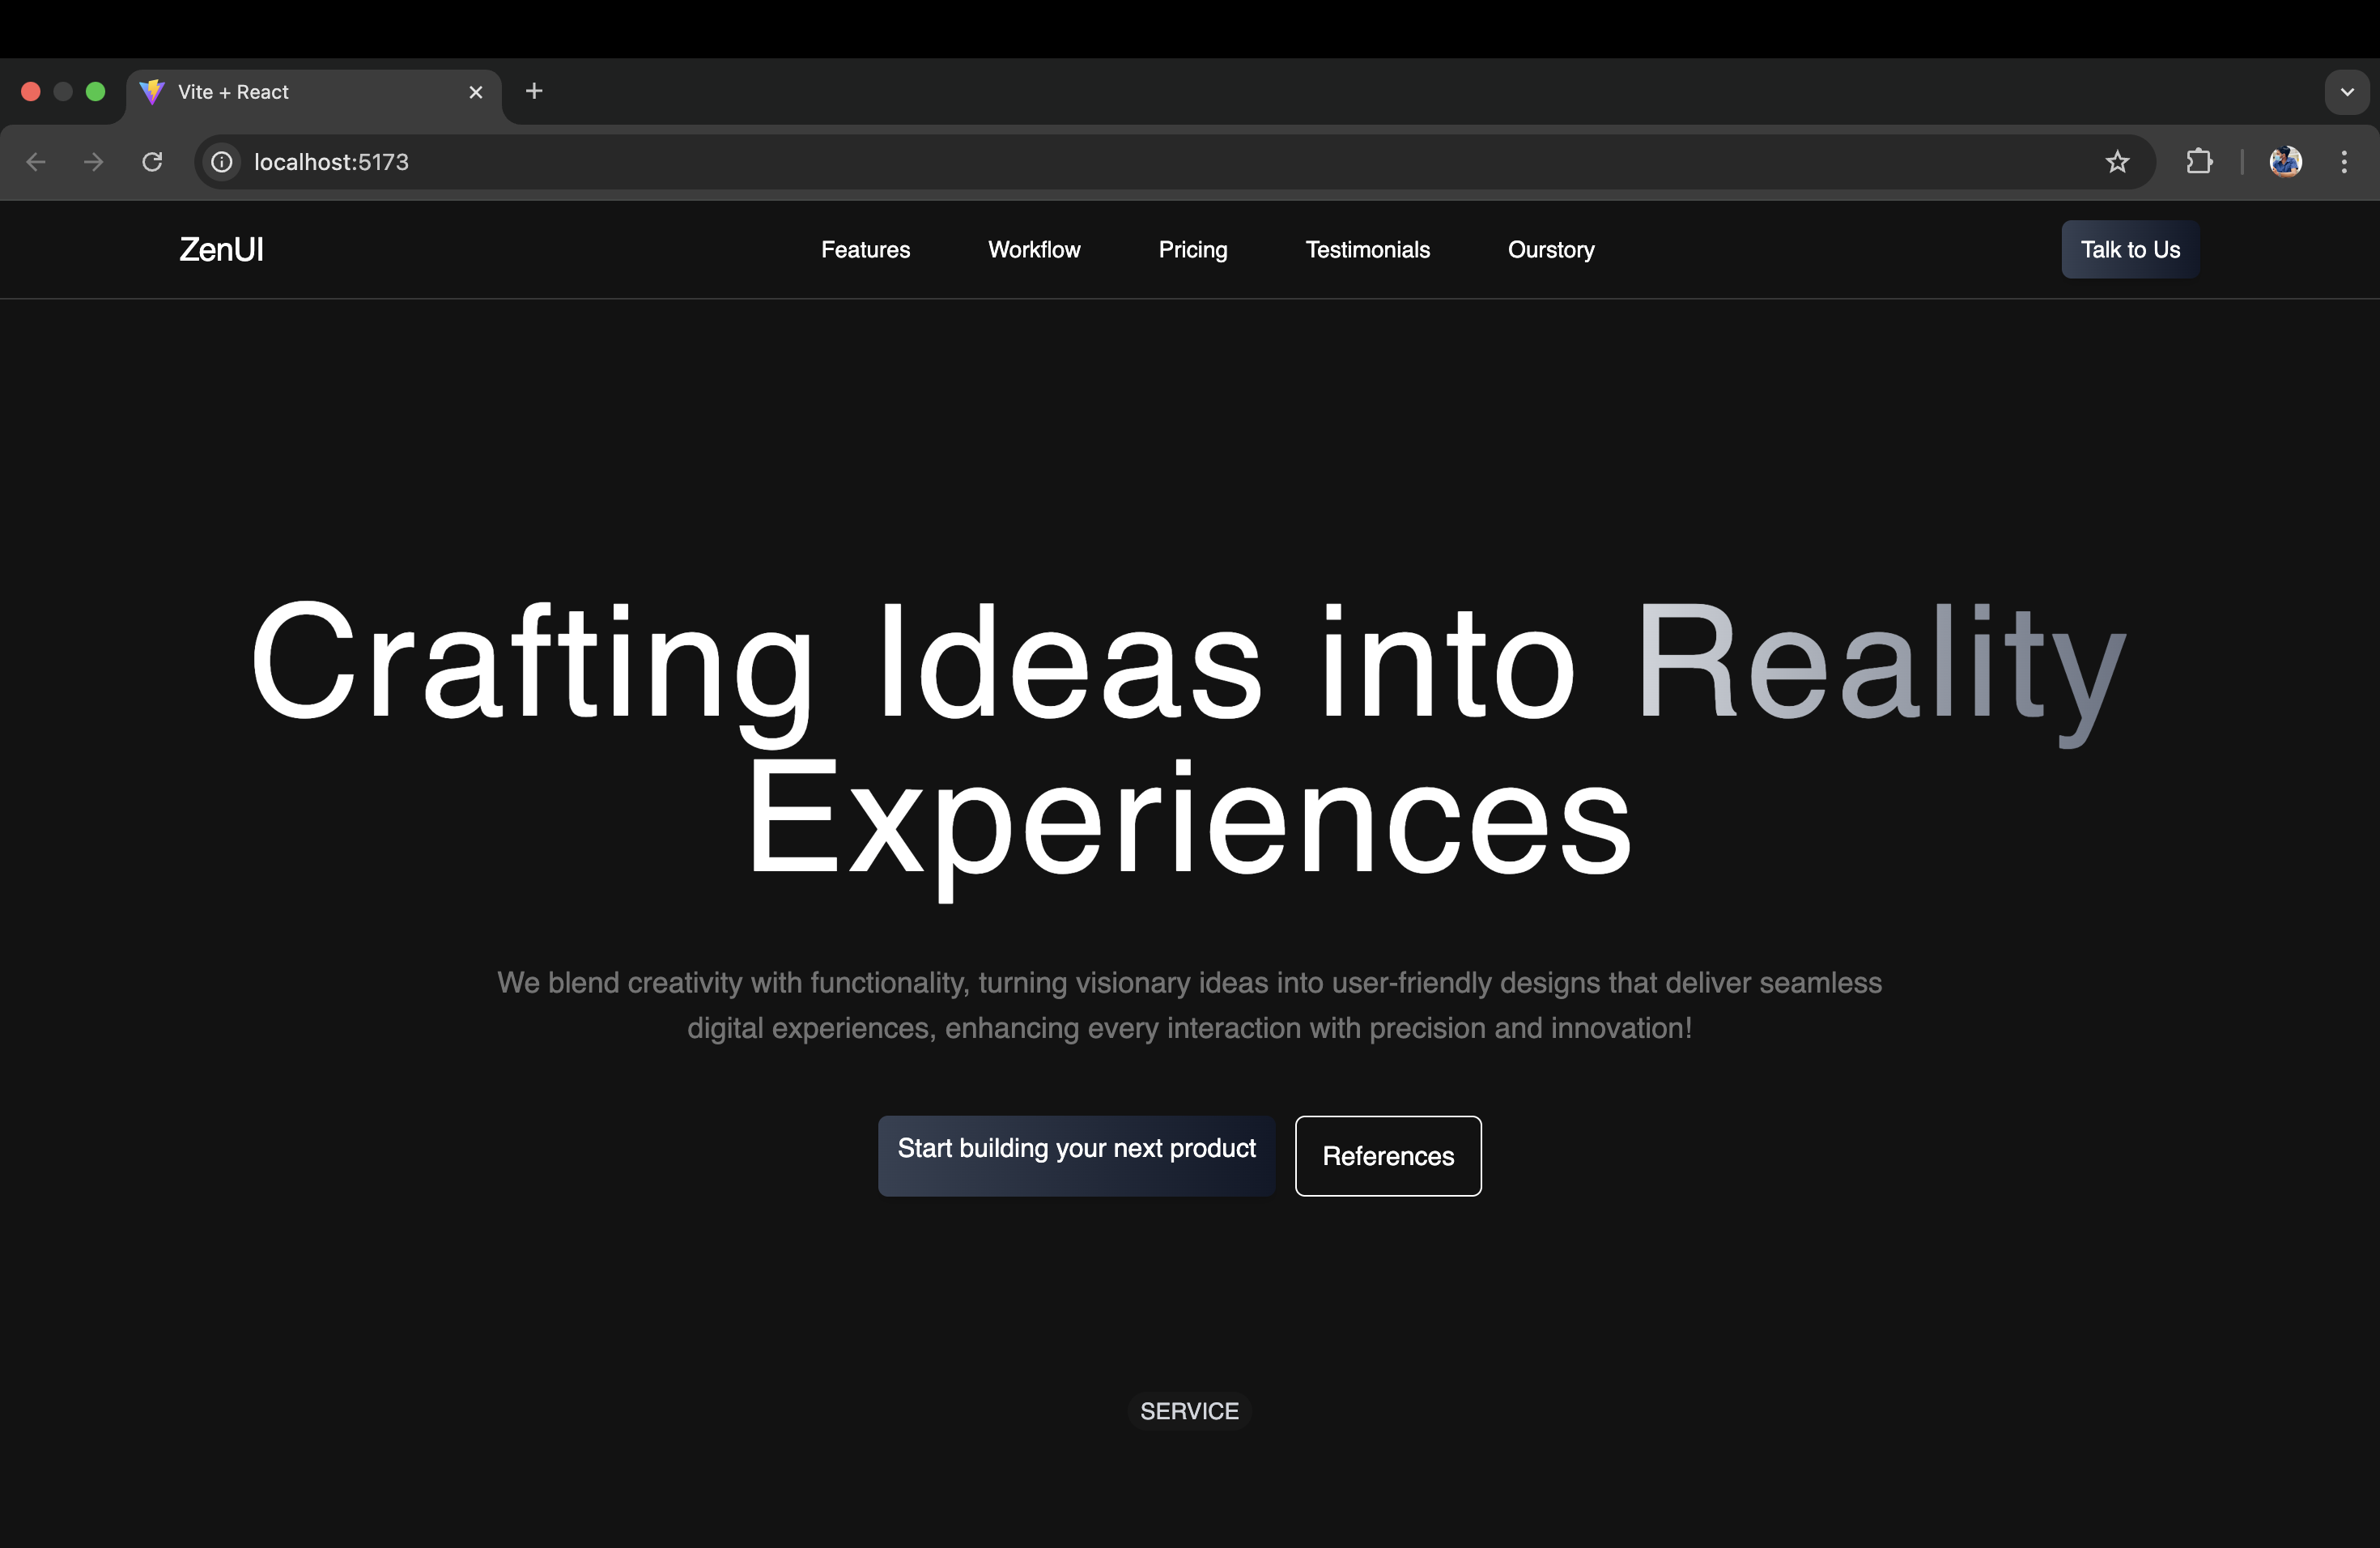 Vite + React
localhost:5173
ZenUI
Features Workflow Pricing Testimonials Ourstory
Talk to Us
Crafting Ideas into Reality
Experiences
We blend creativity with functionality, turning visionary ideas into user-friendly designs that deliver seamless
digital experiences, enhancing every interaction with precision and innovation!
Start building your next product
References
SERVICE